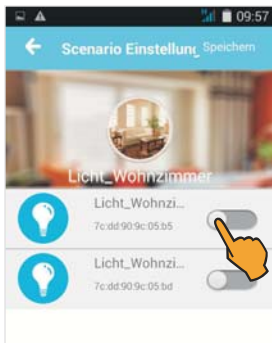 09:57
Scenario Einstellung Speichern
Licht_Wohnzimmer
Licht_Wohnzi...
7c:dd:90:9c:05:b5
Licht_Wohnzi...
7c:dd:90:9c:05:bd